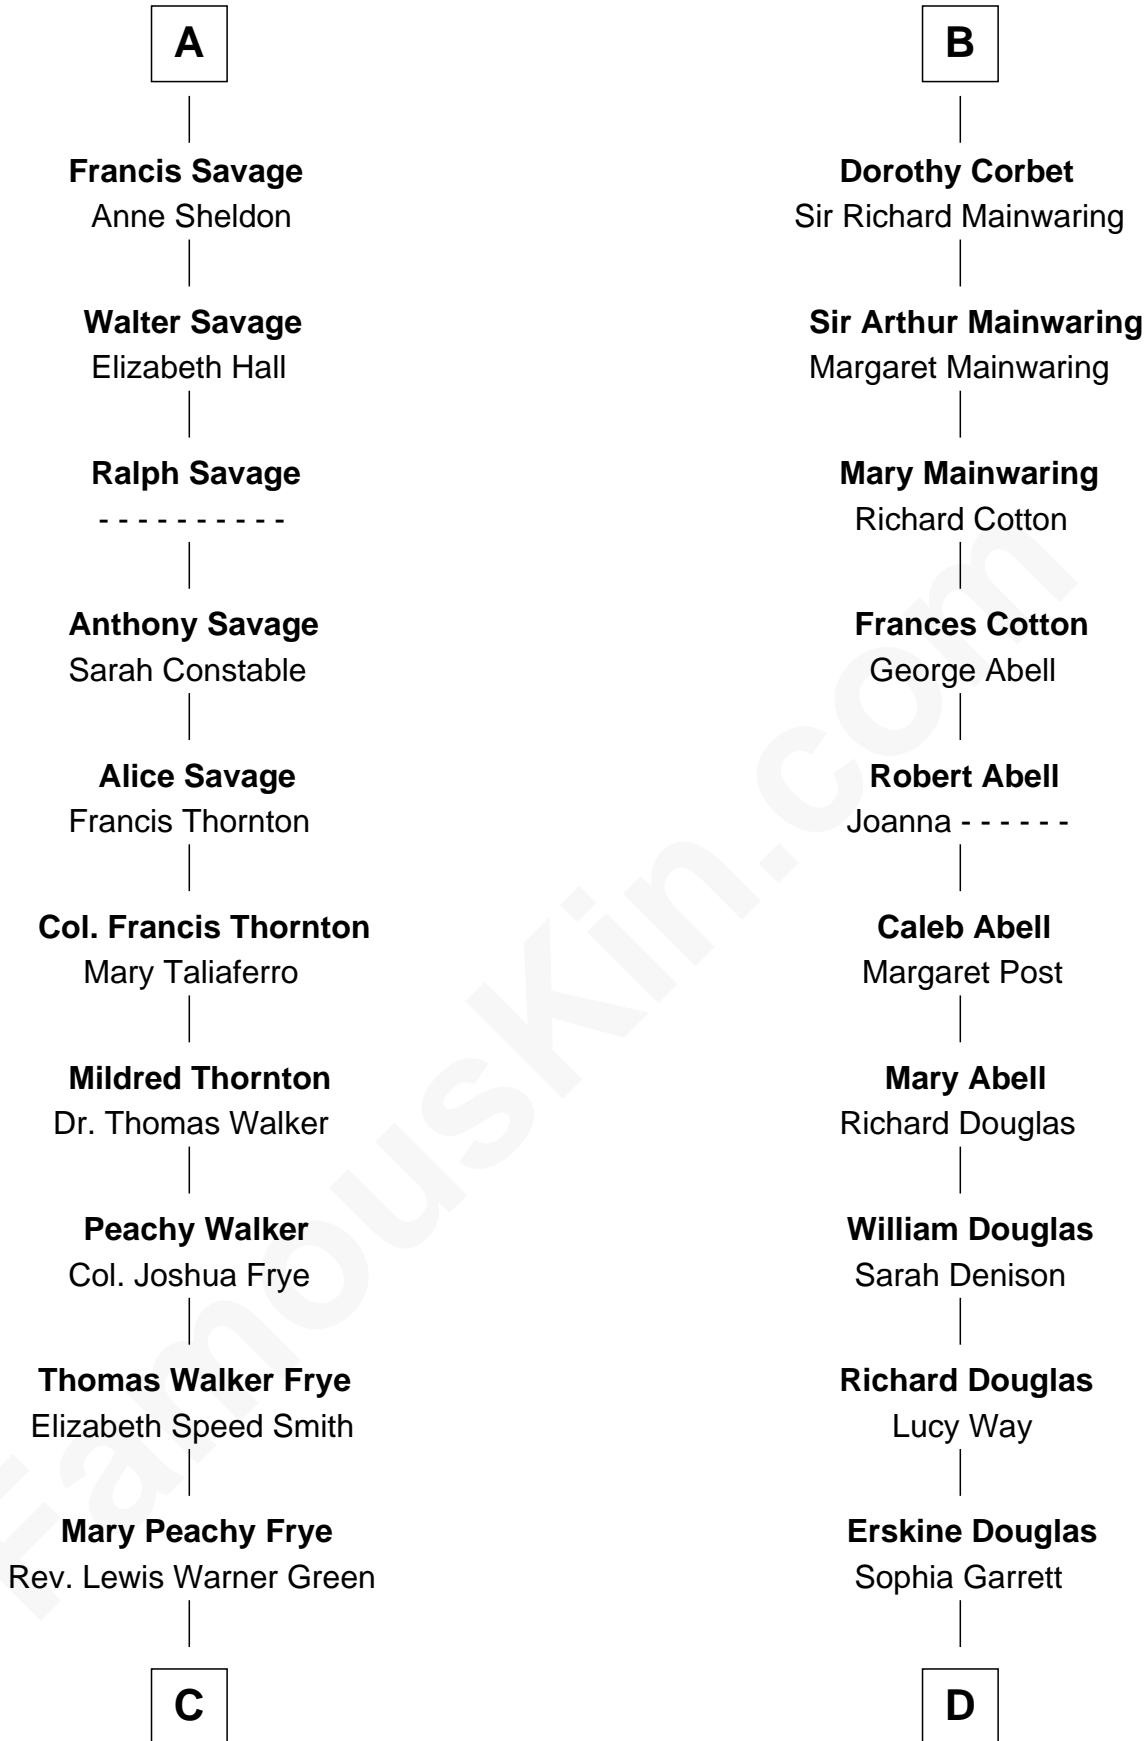 A
Francis Savage
Anne Sheldon
Walter Savage
Elizabeth Hall
Ralph Savage
- - - - - - - - - -
Anthony Savage
Sarah Constable
Alice Savage
Francis Thornton
Col. Francis Thornton
Mary Taliaferro
Mildred Thornton
Dr. Thomas Walker
Peachy Walker
Col. Joshua Frye
Thomas Walker Frye
Elizabeth Speed Smith
Mary Peachy Frye
Rev. Lewis Warner Green
C
B
Dorothy Corbet
Sir Richard Mainwaring
Sir Arthur Mainwaring
Margaret Mainwaring
Mary Mainwaring
Richard Cotton
Frances Cotton
George Abell
Robert Abell
Joanna - - - - - -
Caleb Abell
Margaret Post
Mary Abell
Richard Douglas
William Douglas
Sarah Denison
Richard Douglas
Lucy Way
Erskine Douglas
Sophia Garrett
D
FamousKin.com